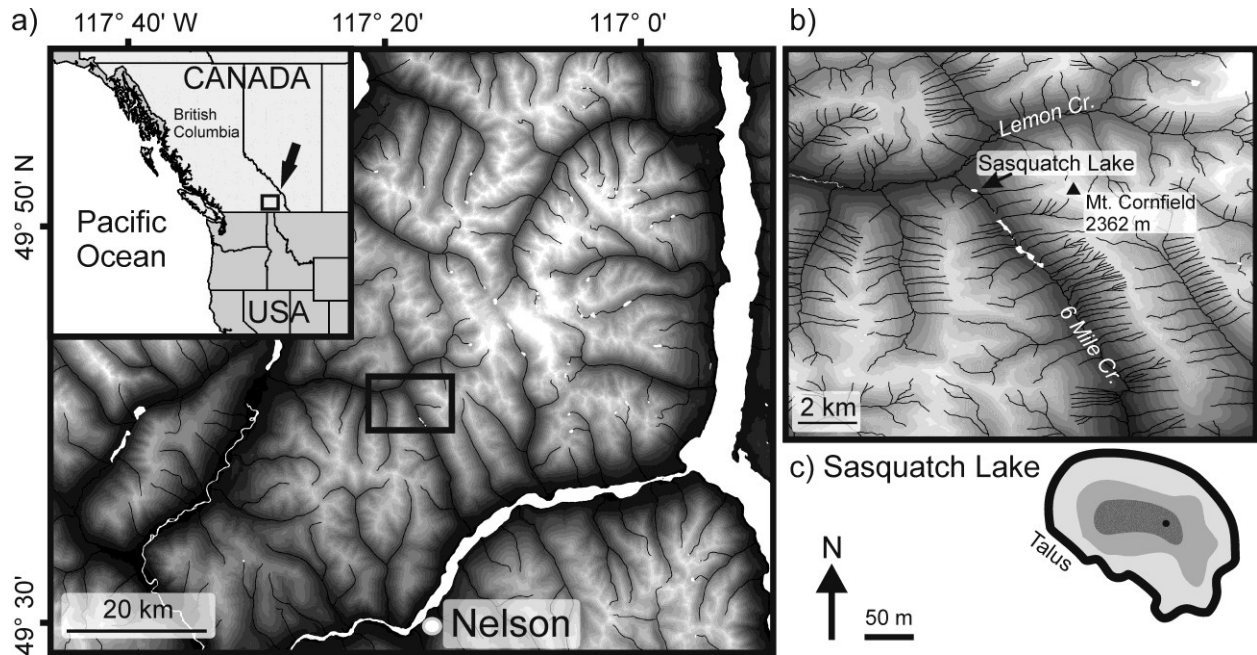 a)
117° 40' W
117° 20'
117° 0'
49° 50' N
49° 30'
CANADA
British
Columbia
Pacific
Ocean
USA
20 km
Nelson
b)
Lemon Cr.
Sasquatch Lake
Mt. Cornfield
2362 m
6 Mile Cr.
2 km
c) Sasquatch Lake
Talus
N
50 m